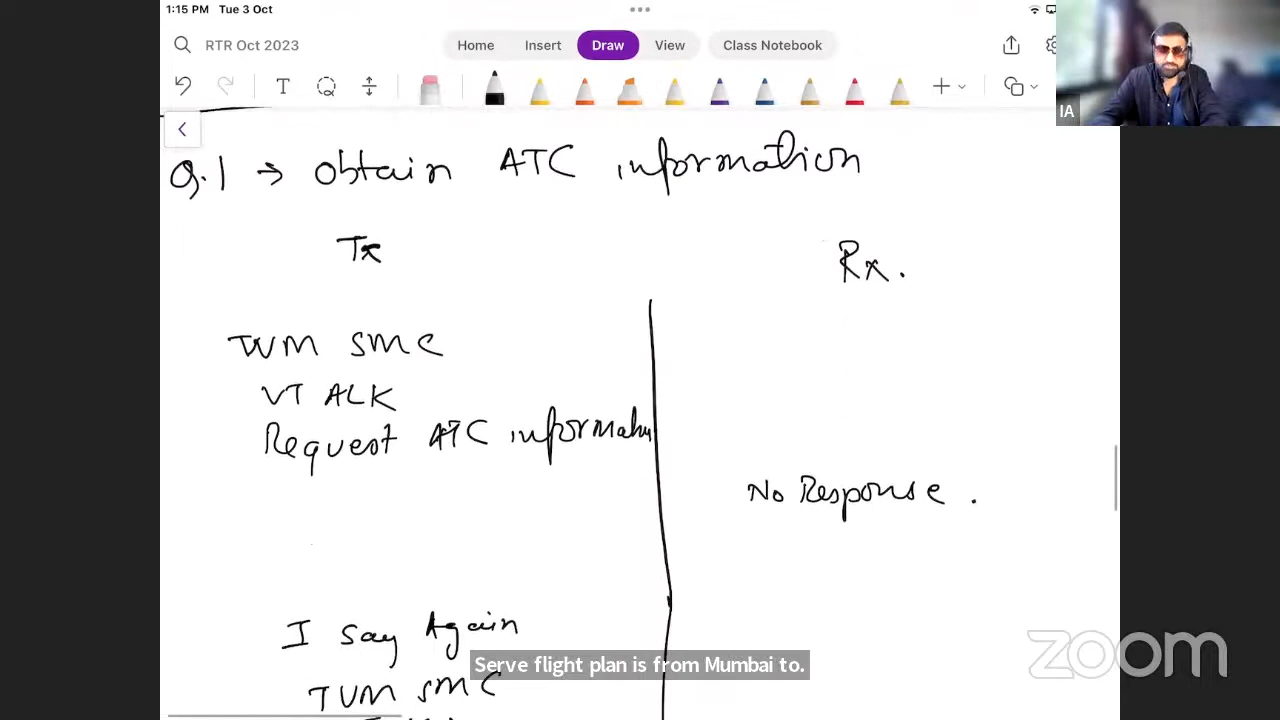 1:15 PM Tue 3 Oct
RTR Oct 2023
Home Insert Draw View Class Notebook
T
IA
Q.1 → Obtain ATC information
Tx
Rx.
TVM SMC
VT ALK
Request ATC information
No Response.
I say Again
Serve flight plan is from Mumbai to.
TVM SMC
zoom